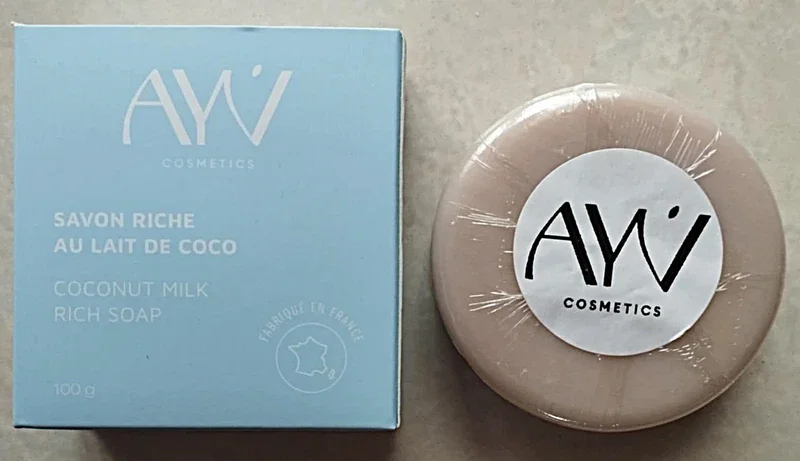 AYV
COSMETICS
SAVON RICHE
AU LAIT DE COCO
COCONUT MILK
RICH SOAP
FABRIQUÉ EN FRANCE
100 g
AYV
COSMETICS